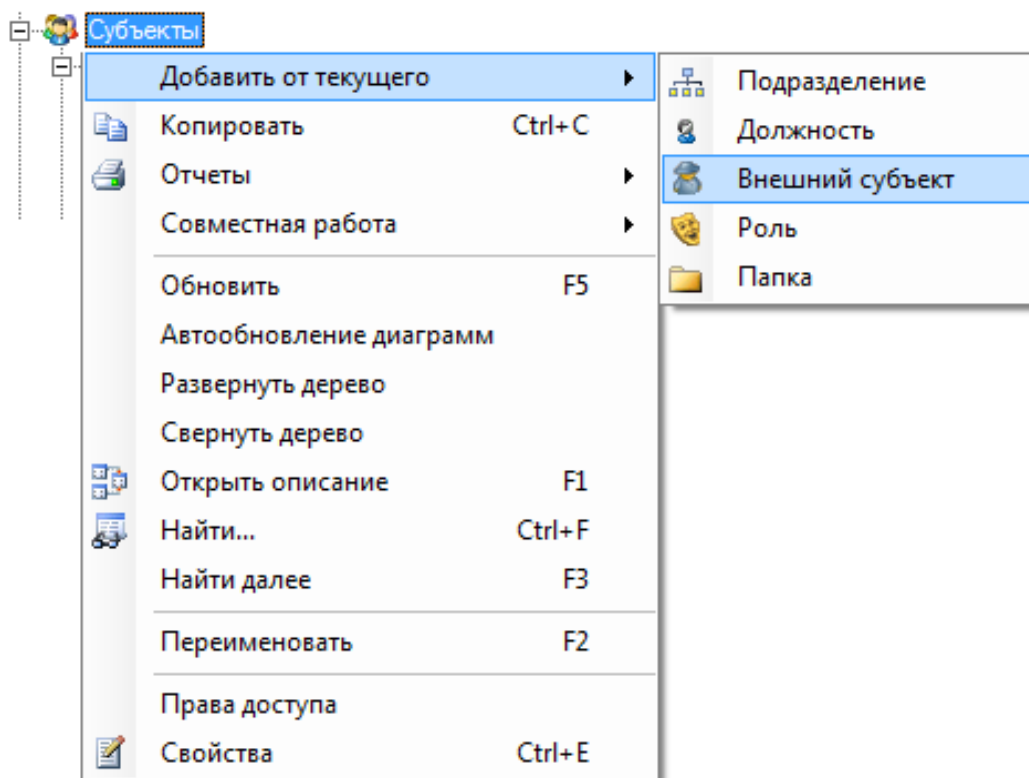 Субъекты
Добавить от текущего
Копировать Ctrl+C
Отчеты
Совместная работа
Обновить F5
Автообновление диаграмм
Развернуть дерево
Свернуть дерево
Открыть описание F1
Найти... Ctrl+F
Найти далее F3
Переименовать F2
Права доступа
Свойства Ctrl+E
Подразделение
Должность
Внешний субъект
Роль
Папка